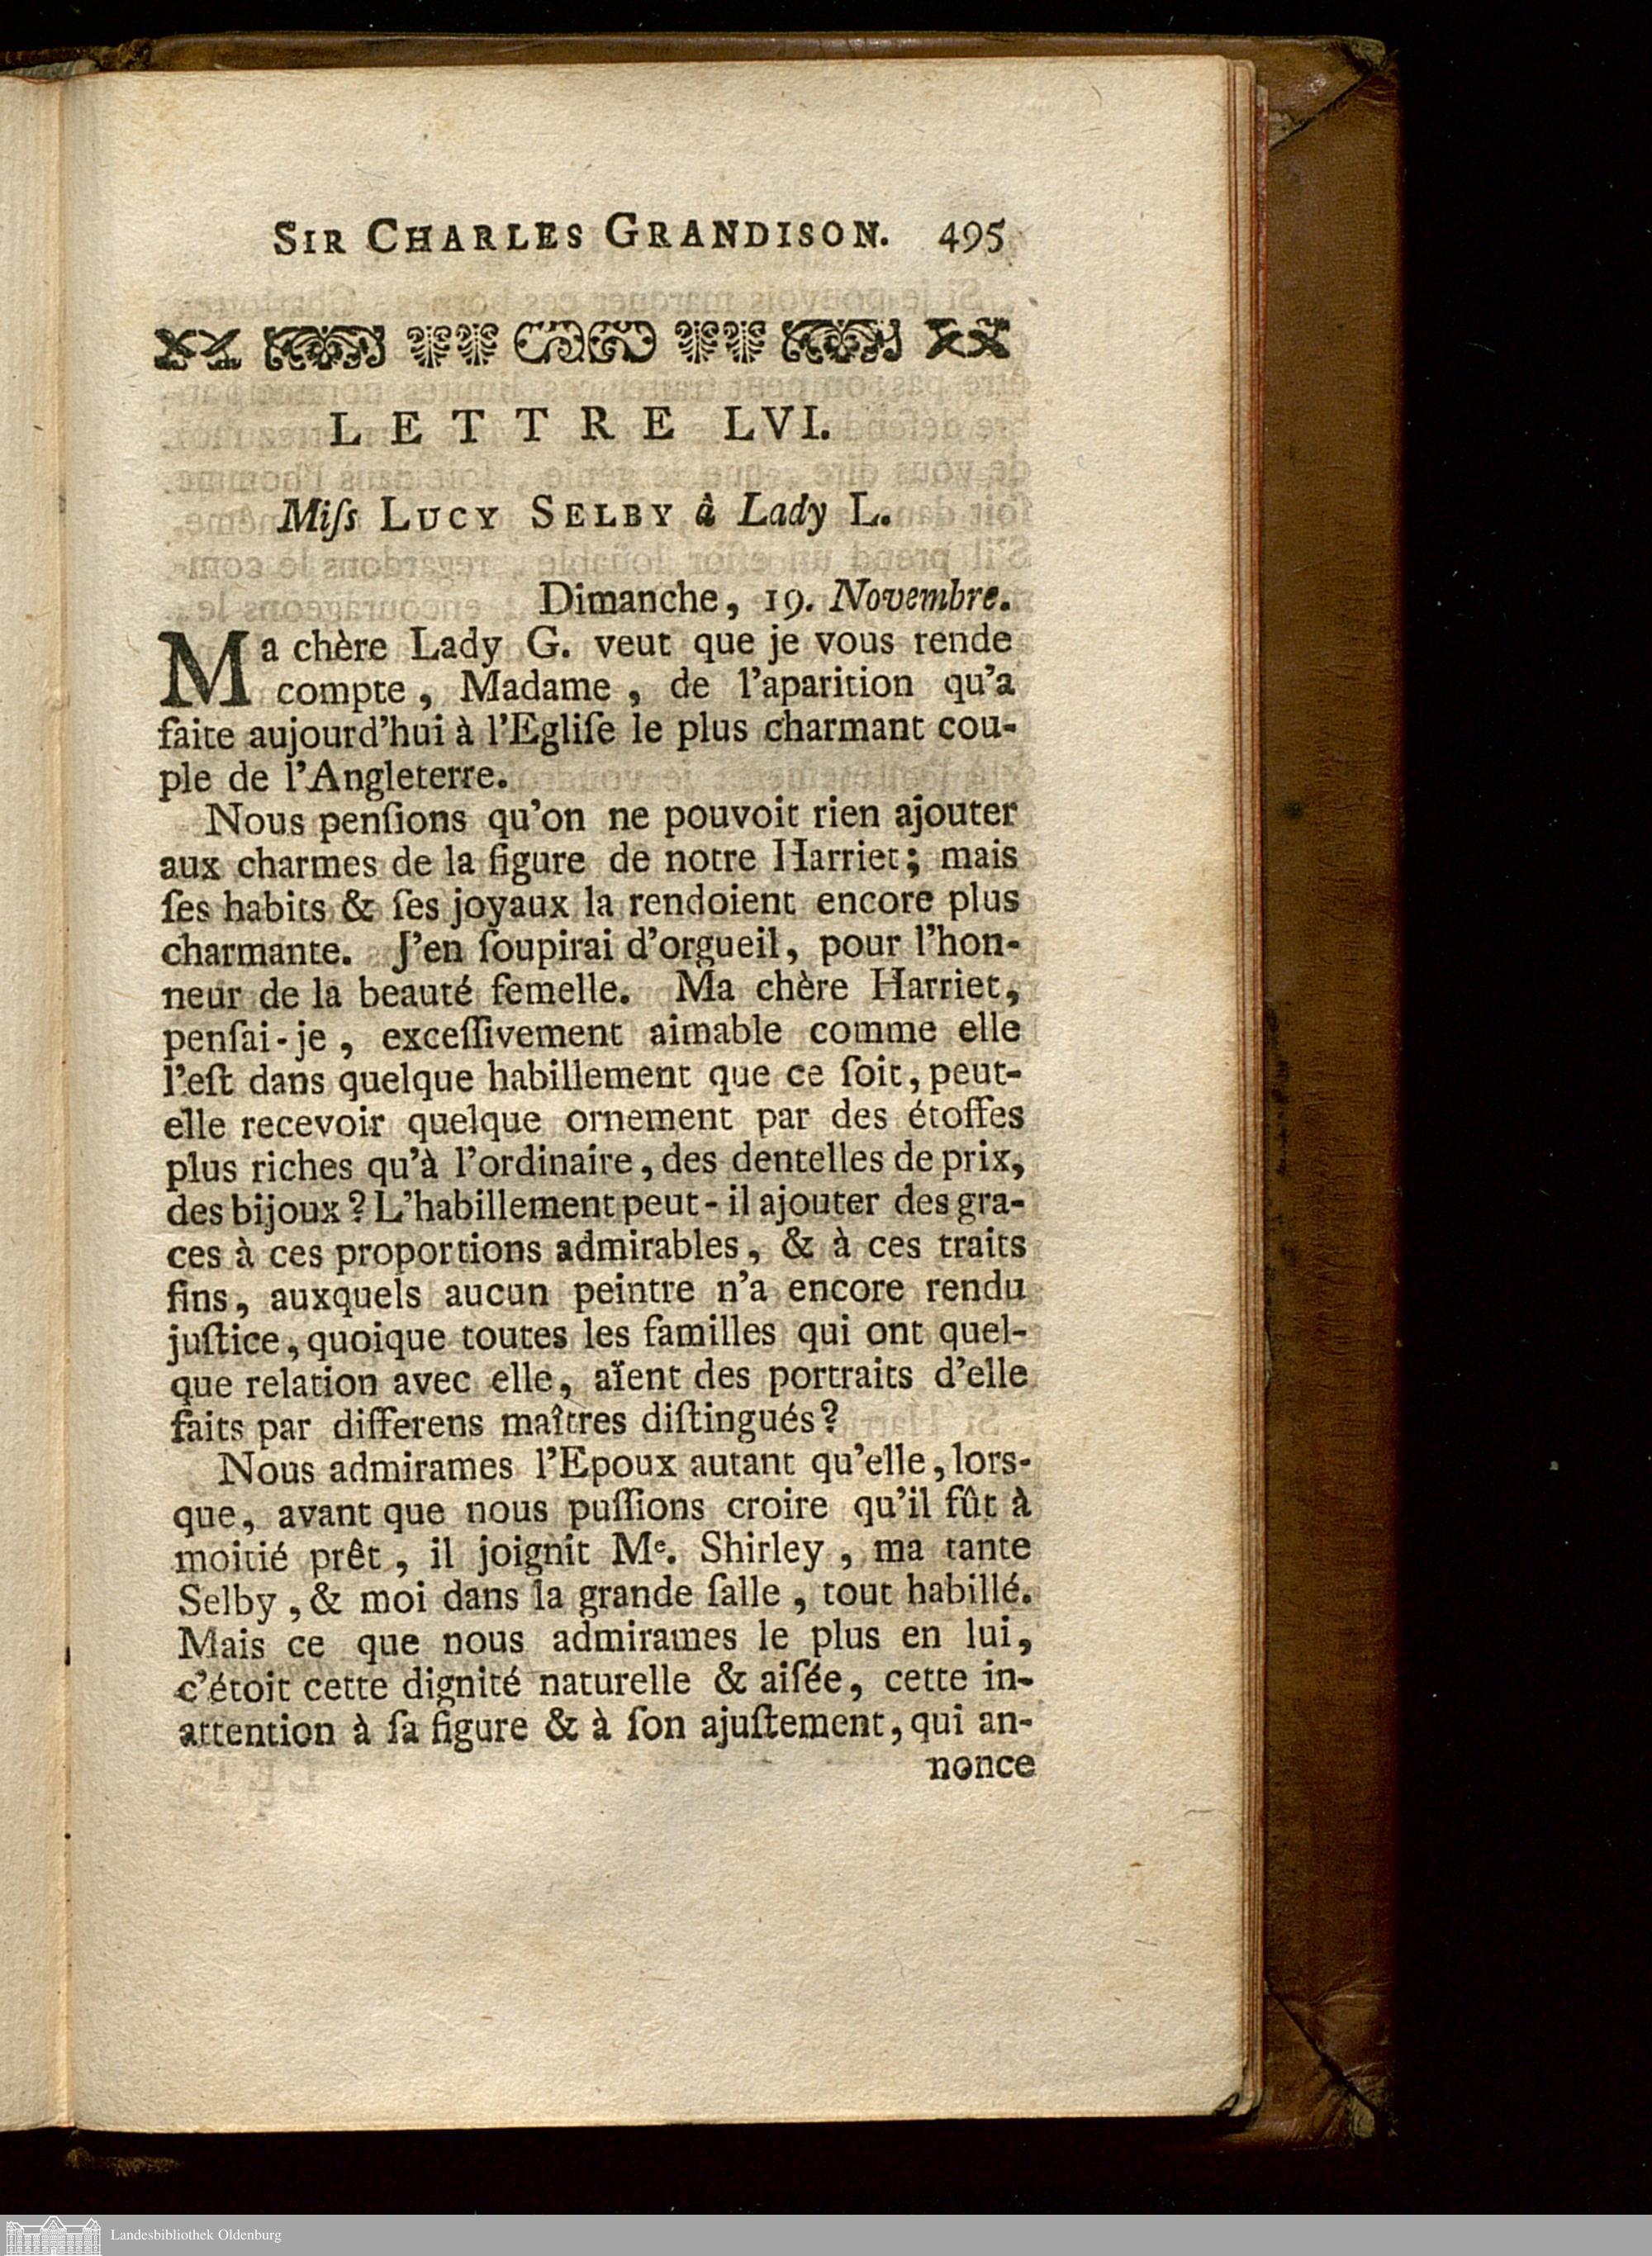 SIR CHARLES GRANDISON. 495
LETTRE LVI.
Miſs LUCY SELBY â Lady L.
Dimanche, 19. Novembre.
Ma chère Lady G. veut que je vous rende
compte, Madame, de l'aparition qu'a
faite aujourd'hui à l'Egliſe le plus charmant cou-
ple de l'Angleterre.
Nous penſions qu'on ne pouvoit rien ajouter
aux charmes de la figure de notre Harriet; mais
ſes habits & ſes joyaux la rendoient encore plus
charmante. J'en ſoupirai d'orgueil, pour l'hon-
neur de la beauté femelle. Ma chère Harriet,
penſai-je, exceſſivement aimable comme elle
l'eſt dans quelque habillement que ce ſoit, peut-
elle recevoir quelque ornement par des étoffes
plus riches qu'à l'ordinaire, des dentelles de prix,
des bijoux? L'habillement peut-il ajouter des gra-
ces à ces proportions admirables, & à ces traits
fins, auxquels aucun peintre n'a encore rendu
juſtice, quoique toutes les familles qui ont quel-
que relation avec elle, aïent des portraits d'elle
faits par differens maîtres diſtingués?
Nous admirames l'Epoux autant qu'elle, lors-
que, avant que nous puſſions croire qu'il fût à
moitié prêt, il joignit Me. Shirley, ma tante
Selby, & moi dans la grande ſalle, tout habillé.
Mais ce que nous admirames le plus en lui,
c'étoit cette dignité naturelle & aiſée, cette in-
attention à ſa figure & à ſon ajuſtement, qui an-
nonce
Landesbibliothek Oldenburg